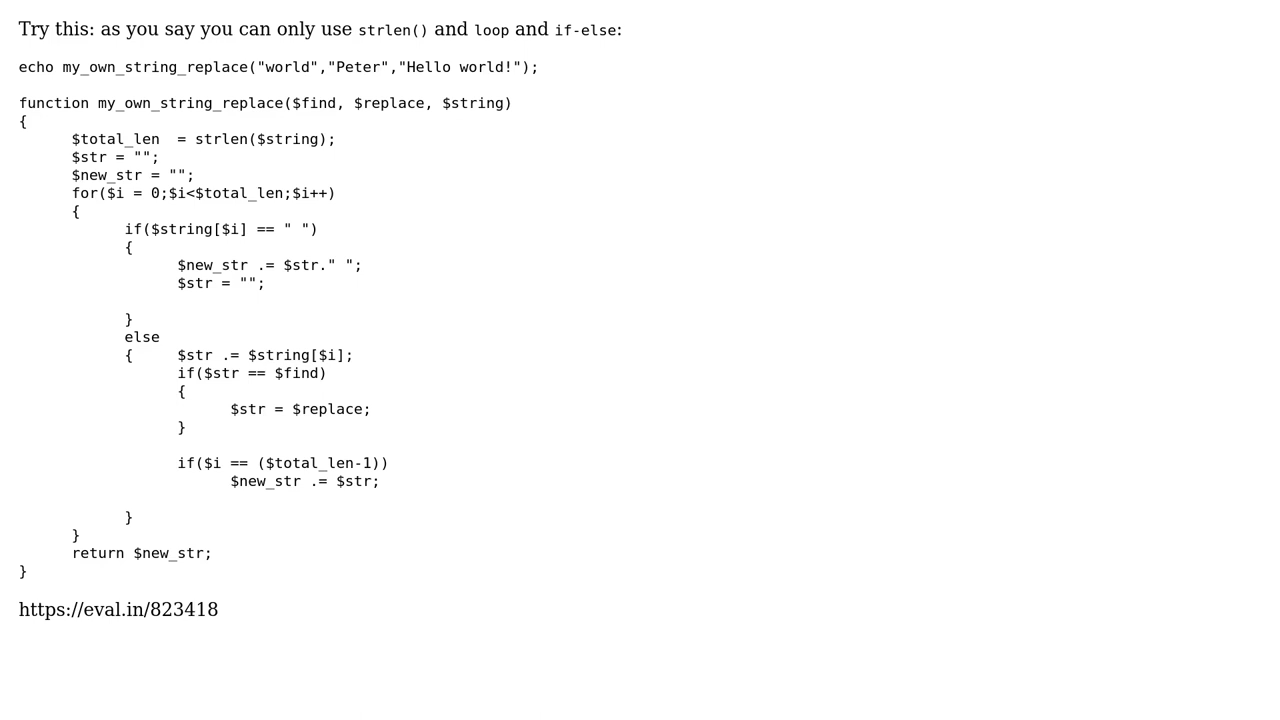 Try this: as you say you can only use strlen() and loop and if-else:
echo my_own_string_replace("world","Peter","Hello world!");
function my_own_string_replace($find, $replace, $string)
{
      $total_len  = strlen($string);
      $str = "";
      $new_str = "";
      for($i = 0;$i<$total_len;$i++)
      {
            if($string[$i] == " ")
            {
                  $new_str .= $str." ";
                  $str = "";
            }
            else
            {     $str .= $string[$i];
                  if($str == $find)
                  {
                        $str = $replace;
                  }
                  if($i == ($total_len-1))
                        $new_str .= $str;
            }
      }
      return $new_str;
}
https://eval.in/823418